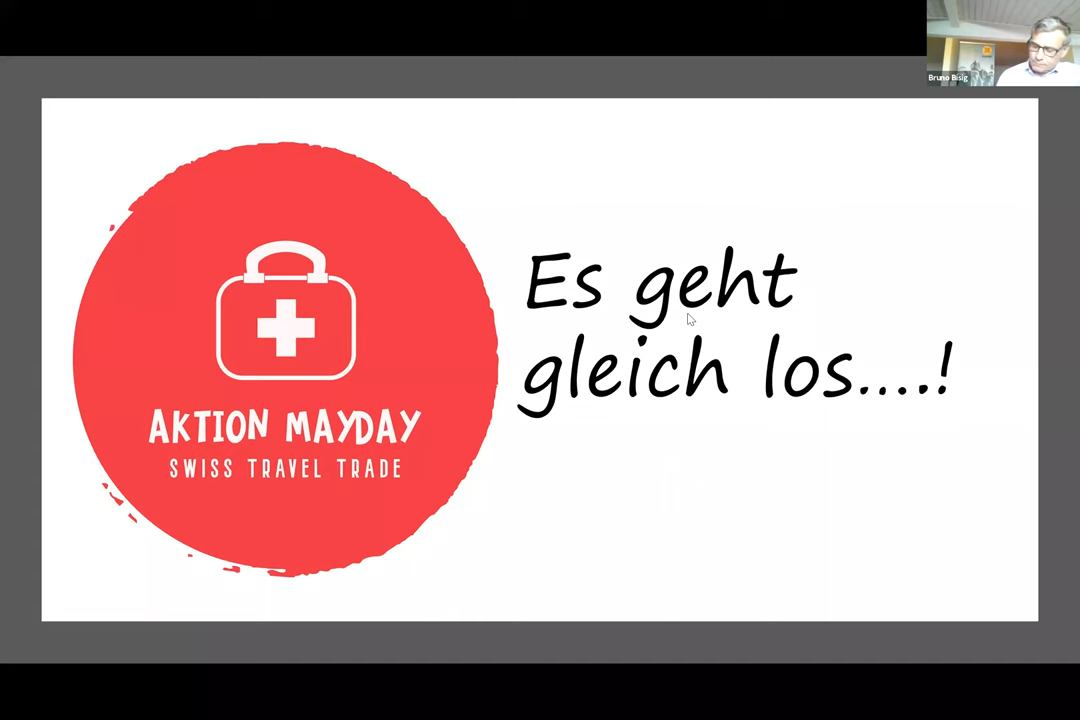 Bruno Bisig
Es geht
gleich los....!
AKTION MAYDAY
SWISS TRAVEL TRADE